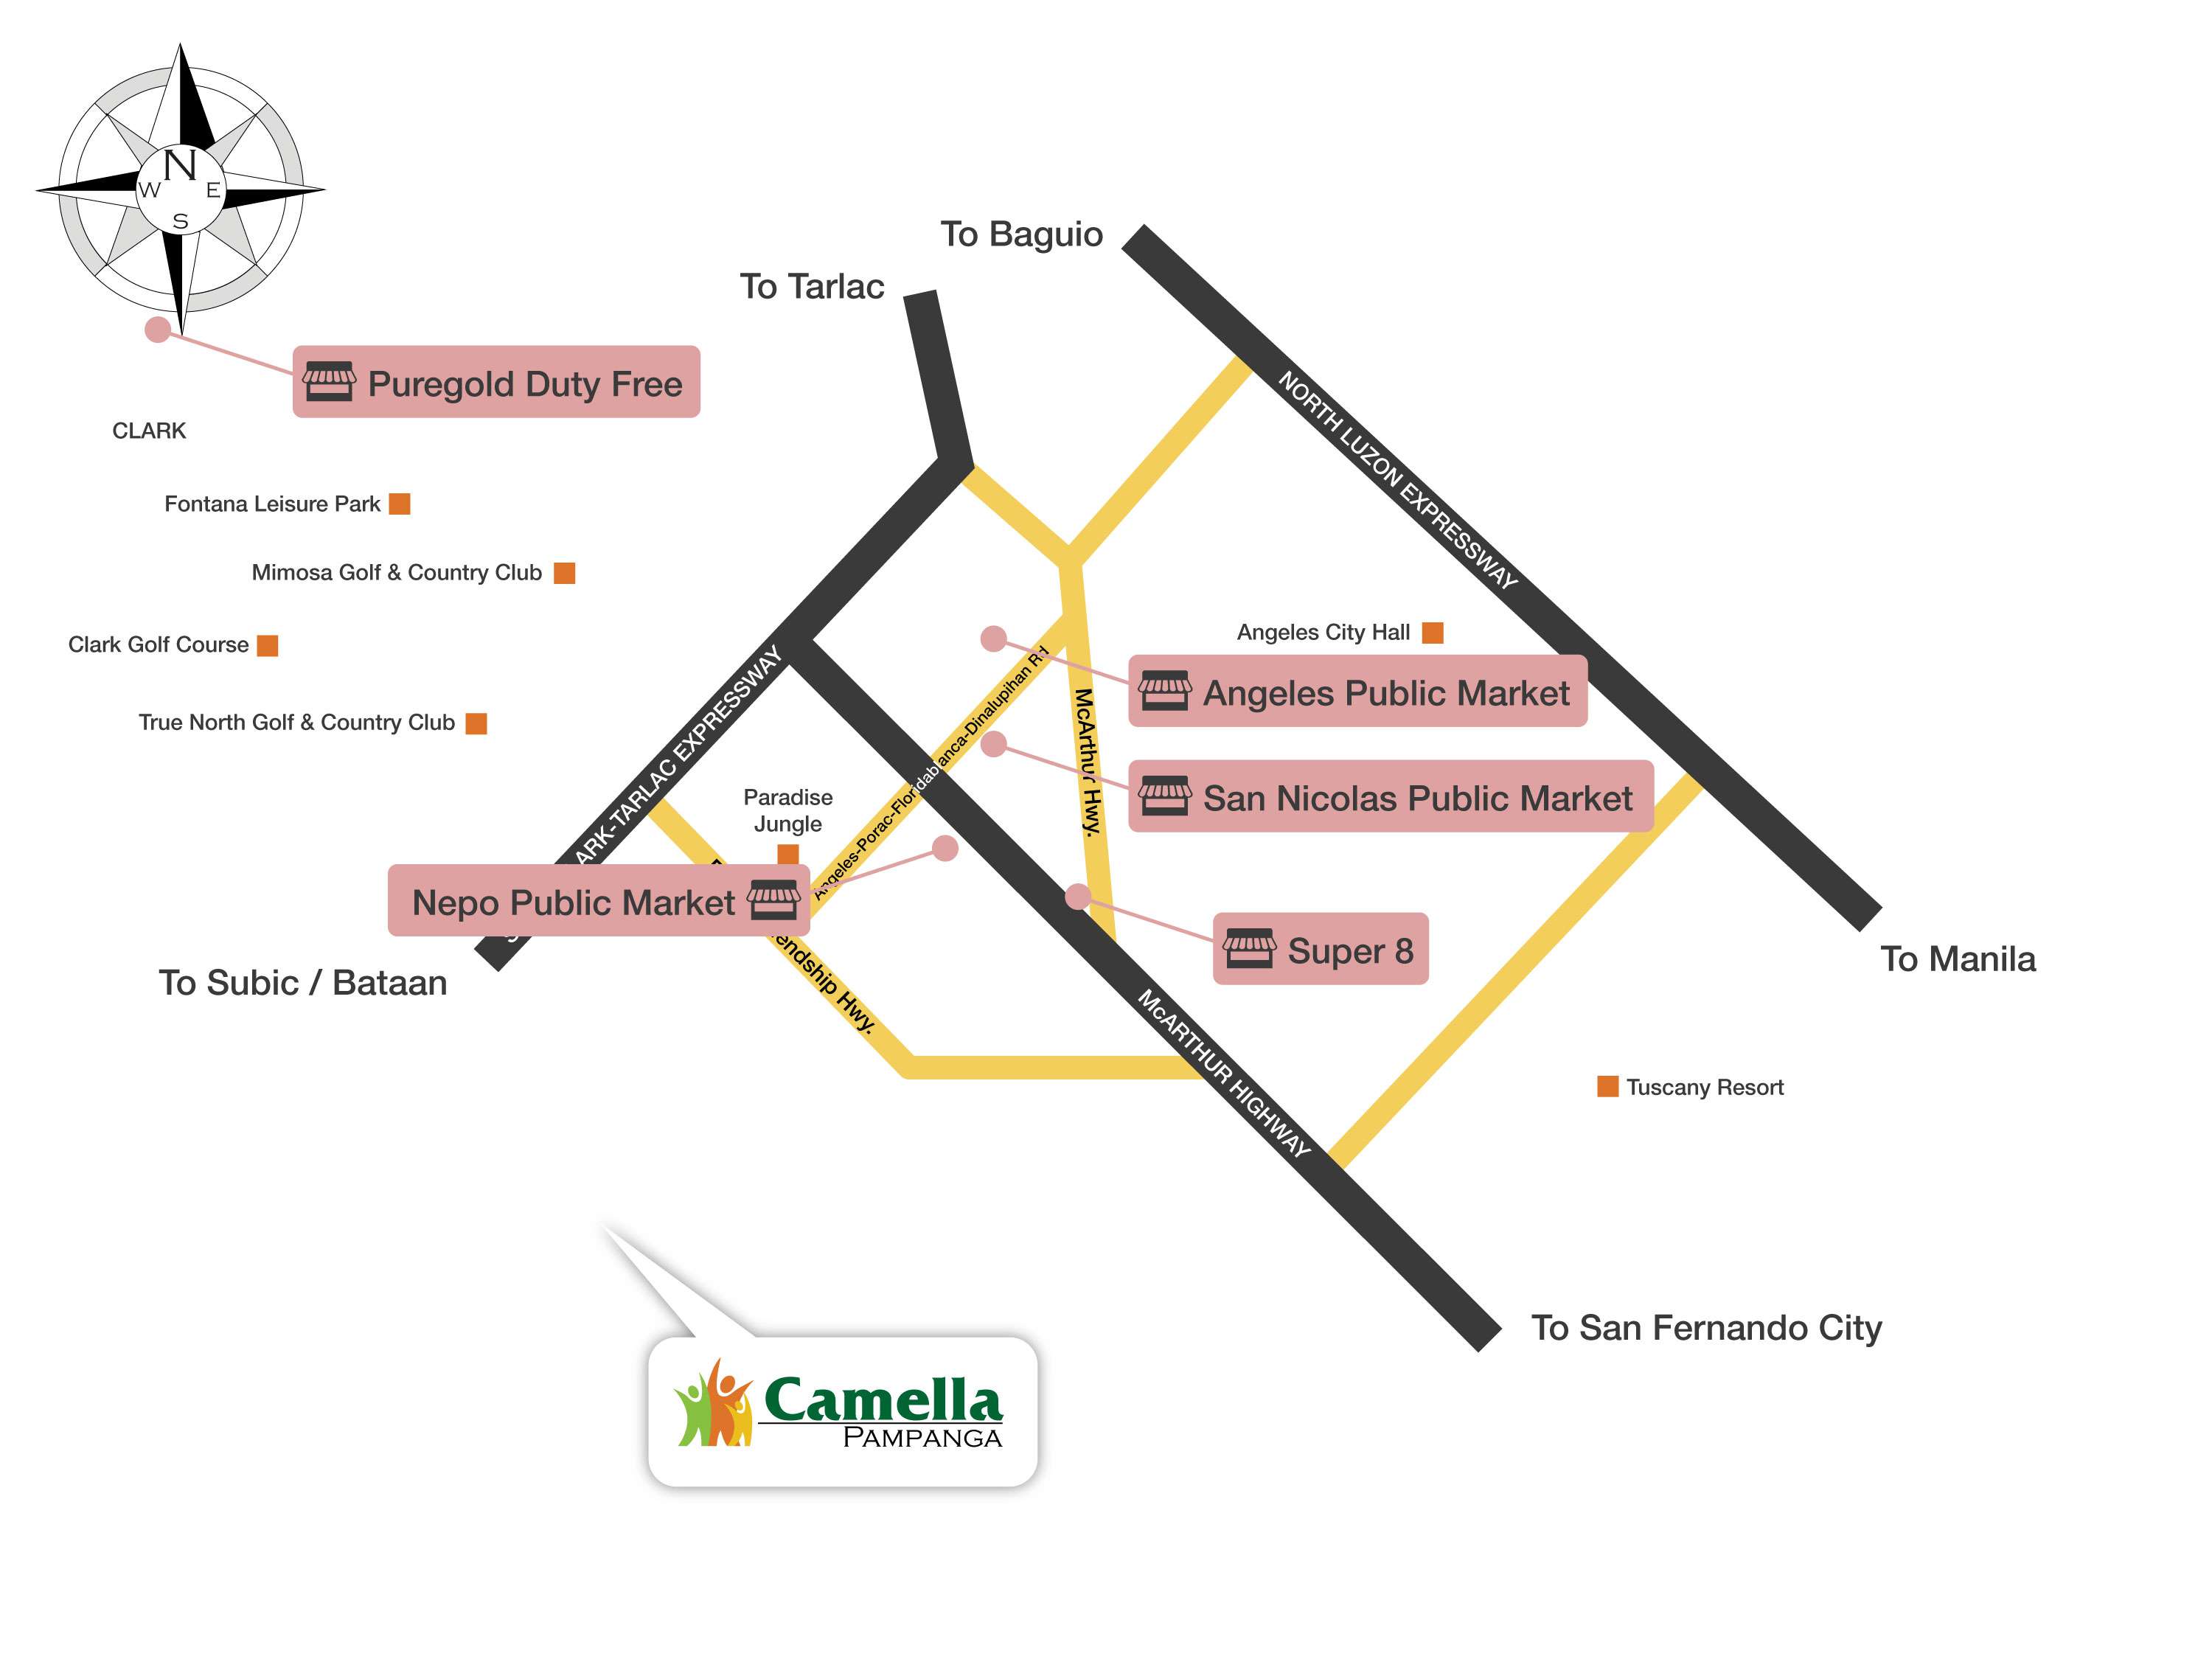 N
W E
S
To Baguio
To Tarlac
Puregold Duty Free
CLARK
NORTH LUZON EXPRESSWAY
Fontana Leisure Park
Mimosa Golf & Country Club
Angeles City Hall
Clark Golf Course
Angeles Public Market
True North Golf & Country Club
ARK-TARLAC EXPRESSWAY
Angeles-Porac-Floridablanca-Dinalupihan Rd
McArthur Hwy.
San Nicolas Public Market
Paradise
Jungle
Nepo Public Market
Super 8
To Manila
To Subic / Bataan
endship Hwy.
McARTHUR HIGHWAY
Tuscany Resort
To San Fernando City
Camella
PAMPANGA